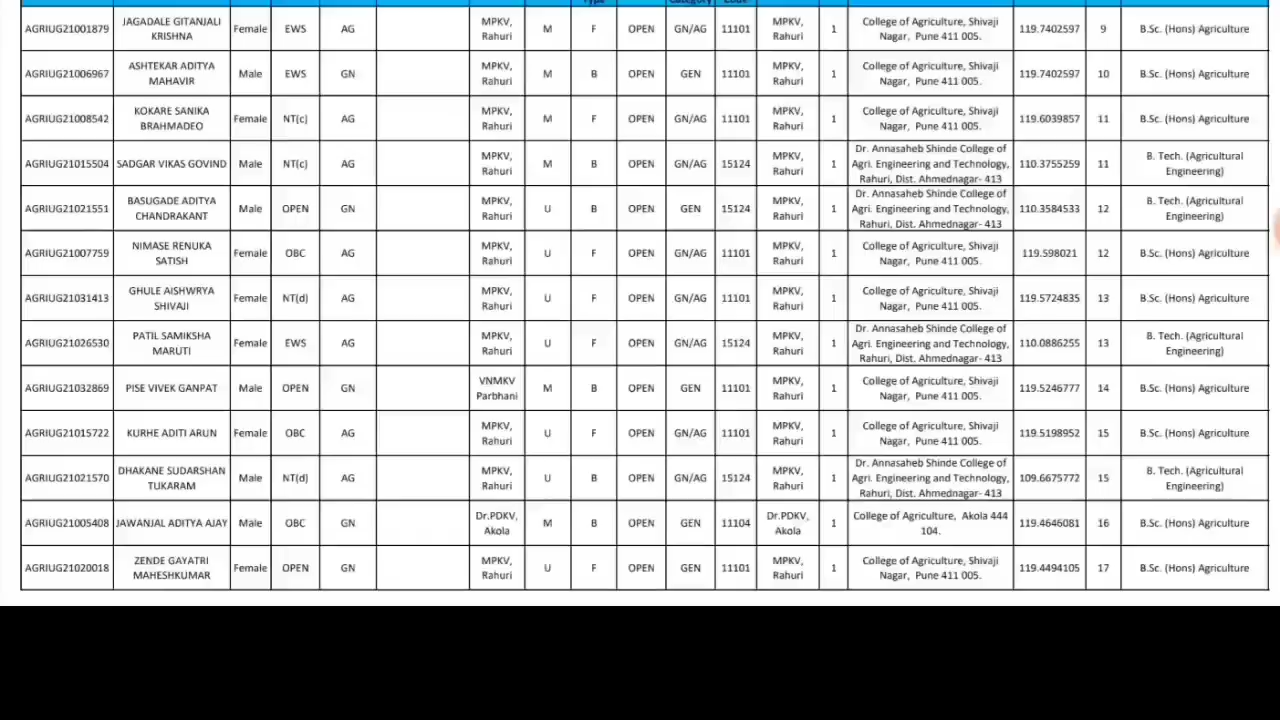 Type Category Code
AGRIUG21001879 JAGADALE GITANJALI KRISHNA Female EWS AG MPKV, Rahuri M F OPEN GN/AG 11101 MPKV, Rahuri 1 College of Agriculture, Shivaji Nagar, Pune 411 005. 119.7402597 9 B.Sc. (Hons) Agriculture
AGRIUG21006967 ASHTEKAR ADITYA MAHAVIR Male EWS GN MPKV, Rahuri M B OPEN GEN 11101 MPKV, Rahuri 1 College of Agriculture, Shivaji Nagar, Pune 411 005. 119.7402597 10 B.Sc. (Hons) Agriculture
AGRIUG21008542 KOKARE SANIKA BRAHMADEO Female NT(c) AG MPKV, Rahuri M F OPEN GN/AG 11101 MPKV, Rahuri 1 College of Agriculture, Shivaji Nagar, Pune 411 005. 119.6039857 11 B.Sc. (Hons) Agriculture
AGRIUG21015504 SADGAR VIKAS GOVIND Male NT(c) AG MPKV, Rahuri M B OPEN GN/AG 15124 MPKV, Rahuri 1 Dr. Annasaheb Shinde College of Agri. Engineering and Technology, Rahuri, Dist. Ahmednagar- 413 110.3755259 11 B. Tech. (Agricultural Engineering)
AGRIUG21021551 BASUGADE ADITYA CHANDRAKANT Male OPEN GN MPKV, Rahuri U B OPEN GEN 15124 MPKV, Rahuri 1 Dr. Annasaheb Shinde College of Agri. Engineering and Technology, Rahuri, Dist. Ahmednagar- 413 110.3584533 12 B. Tech. (Agricultural Engineering)
AGRIUG21007759 NIMASE RENUKA SATISH Female OBC AG MPKV, Rahuri U F OPEN GN/AG 11101 MPKV, Rahuri 1 College of Agriculture, Shivaji Nagar, Pune 411 005. 119.598021 12 B.Sc. (Hons) Agriculture
AGRIUG21031413 GHULE AISHWRYA SHIVAJI Female NT(d) AG MPKV, Rahuri U F OPEN GN/AG 11101 MPKV, Rahuri 1 College of Agriculture, Shivaji Nagar, Pune 411 005. 119.5724835 13 B.Sc. (Hons) Agriculture
AGRIUG21026530 PATIL SAMIKSHA MARUTI Female EWS AG MPKV, Rahuri U F OPEN GN/AG 15124 MPKV, Rahuri 1 Dr. Annasaheb Shinde College of Agri. Engineering and Technology, Rahuri, Dist. Ahmednagar- 413 110.0886255 13 B. Tech. (Agricultural Engineering)
AGRIUG21032869 PISE VIVEK GANPAT Male OPEN GN VNMKV Parbhani M B OPEN GEN 11101 MPKV, Rahuri 1 College of Agriculture, Shivaji Nagar, Pune 411 005. 119.5246777 14 B.Sc. (Hons) Agriculture
AGRIUG21015722 KURHE ADITI ARUN Female OBC AG MPKV, Rahuri U F OPEN GN/AG 11101 MPKV, Rahuri 1 College of Agriculture, Shivaji Nagar, Pune 411 005. 119.5198952 15 B.Sc. (Hons) Agriculture
AGRIUG21021570 DHAKANE SUDARSHAN TUKARAM Male NT(d) AG MPKV, Rahuri U B OPEN GN/AG 15124 MPKV, Rahuri 1 Dr. Annasaheb Shinde College of Agri. Engineering and Technology, Rahuri, Dist. Ahmednagar- 413 109.6675772 15 B. Tech. (Agricultural Engineering)
AGRIUG21005408 JAWANJAL ADITYA AJAY Male OBC GN Dr.PDKV, Akola M B OPEN GEN 11104 Dr.PDKV, Akola 1 College of Agriculture, Akola 444 104. 119.4646081 16 B.Sc. (Hons) Agriculture
AGRIUG21020018 ZENDE GAYATRI MAHESHKUMAR Female OPEN GN MPKV, Rahuri U F OPEN GEN 11101 MPKV, Rahuri 1 College of Agriculture, Shivaji Nagar, Pune 411 005. 119.4494105 17 B.Sc. (Hons) Agriculture